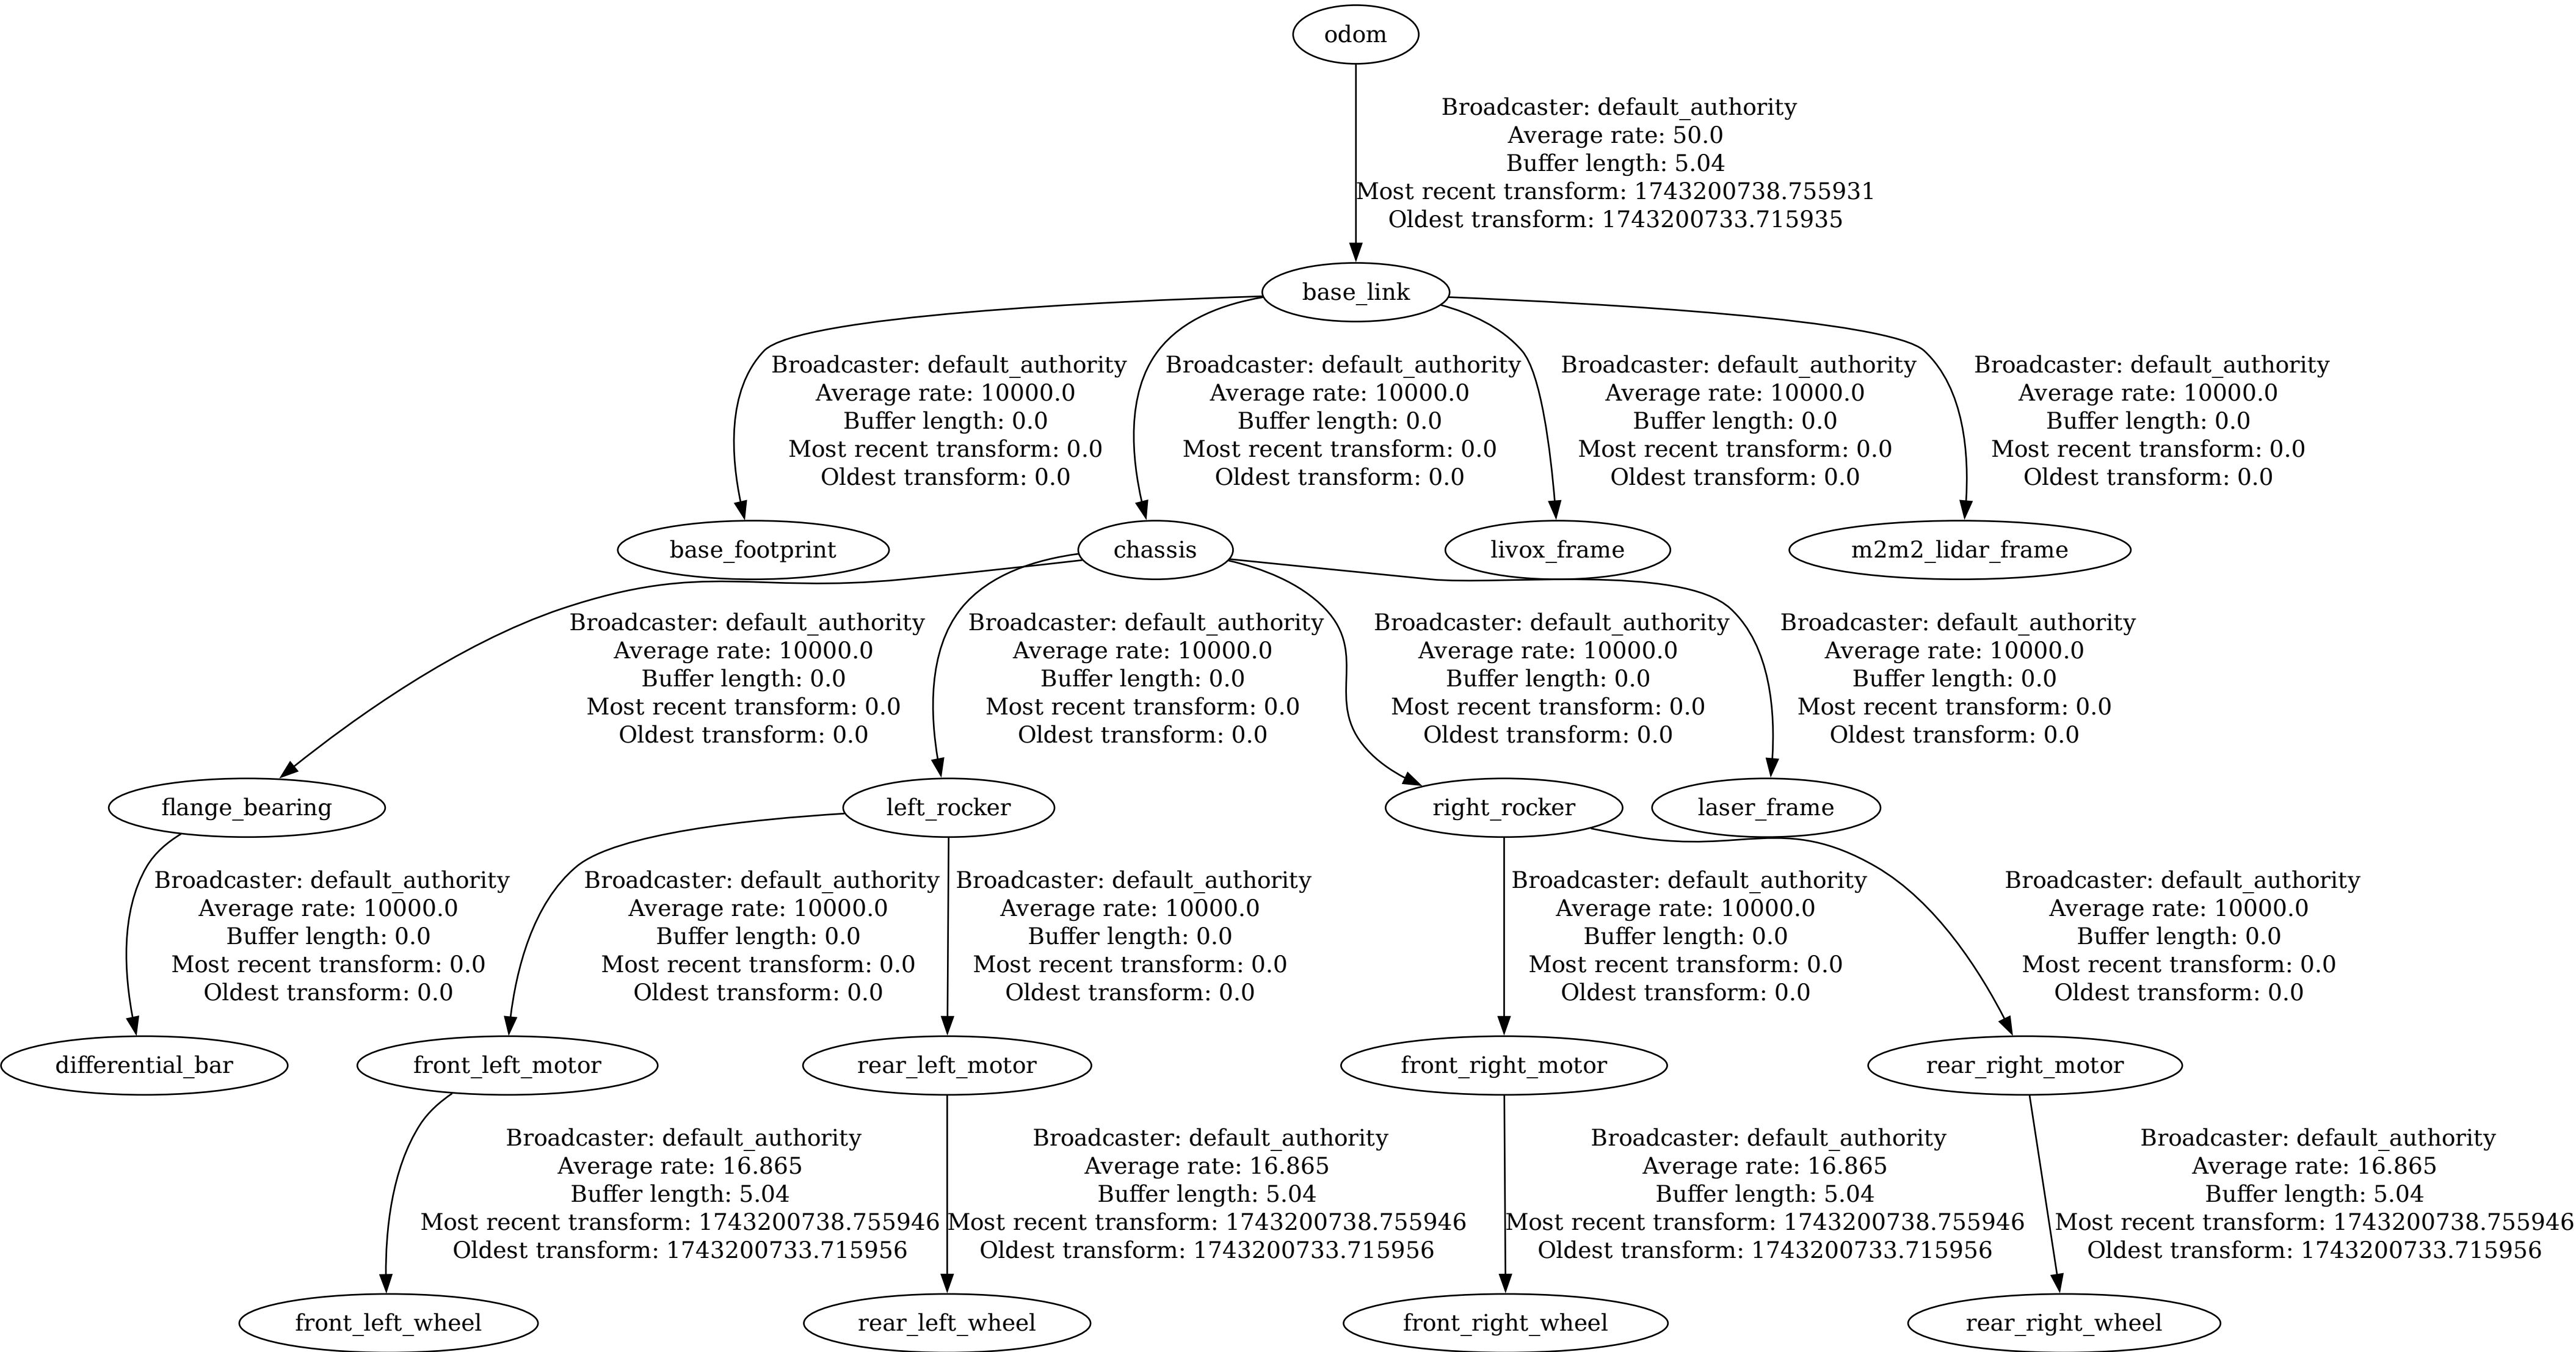 odom
Broadcaster: default_authority
Average rate: 50.0
Buffer length: 5.04
Most recent transform: 1743200738.755931
Oldest transform: 1743200733.715935
base_link
Broadcaster: default_authority
Average rate: 10000.0
Buffer length: 0.0
Most recent transform: 0.0
Oldest transform: 0.0
Broadcaster: default_authority
Average rate: 10000.0
Buffer length: 0.0
Most recent transform: 0.0
Oldest transform: 0.0
Broadcaster: default_authority
Average rate: 10000.0
Buffer length: 0.0
Most recent transform: 0.0
Oldest transform: 0.0
Broadcaster: default_authority
Average rate: 10000.0
Buffer length: 0.0
Most recent transform: 0.0
Oldest transform: 0.0
base_footprint
chassis
livox_frame
m2m2_lidar_frame
Broadcaster: default_authority
Average rate: 10000.0
Buffer length: 0.0
Most recent transform: 0.0
Oldest transform: 0.0
Broadcaster: default_authority
Average rate: 10000.0
Buffer length: 0.0
Most recent transform: 0.0
Oldest transform: 0.0
Broadcaster: default_authority
Average rate: 10000.0
Buffer length: 0.0
Most recent transform: 0.0
Oldest transform: 0.0
Broadcaster: default_authority
Average rate: 10000.0
Buffer length: 0.0
Most recent transform: 0.0
Oldest transform: 0.0
flange_bearing
left_rocker
right_rocker
laser_frame
Broadcaster: default_authority
Average rate: 10000.0
Buffer length: 0.0
Most recent transform: 0.0
Oldest transform: 0.0
Broadcaster: default_authority
Average rate: 10000.0
Buffer length: 0.0
Most recent transform: 0.0
Oldest transform: 0.0
Broadcaster: default_authority
Average rate: 10000.0
Buffer length: 0.0
Most recent transform: 0.0
Oldest transform: 0.0
Broadcaster: default_authority
Average rate: 10000.0
Buffer length: 0.0
Most recent transform: 0.0
Oldest transform: 0.0
Broadcaster: default_authority
Average rate: 10000.0
Buffer length: 0.0
Most recent transform: 0.0
Oldest transform: 0.0
differential_bar
front_left_motor
rear_left_motor
front_right_motor
rear_right_motor
Broadcaster: default_authority
Average rate: 16.865
Buffer length: 5.04
Most recent transform: 1743200738.755946
Oldest transform: 1743200733.715956
Broadcaster: default_authority
Average rate: 16.865
Buffer length: 5.04
Most recent transform: 1743200738.755946
Oldest transform: 1743200733.715956
Broadcaster: default_authority
Average rate: 16.865
Buffer length: 5.04
Most recent transform: 1743200738.755946
Oldest transform: 1743200733.715956
Broadcaster: default_authority
Average rate: 16.865
Buffer length: 5.04
Most recent transform: 1743200738.755946
Oldest transform: 1743200733.715956
front_left_wheel
rear_left_wheel
front_right_wheel
rear_right_wheel